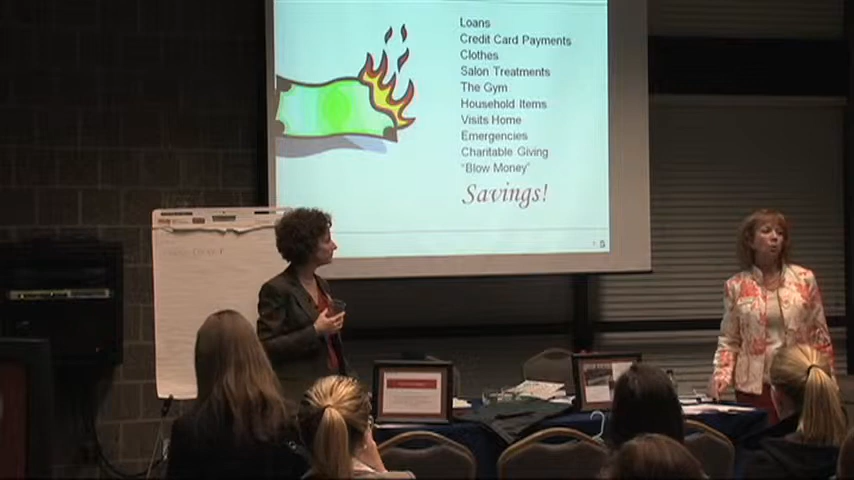 Loans
Credit Card Payments
Clothes
Salon Treatments
The Gym
Household Items
Visits Home
Emergencies
Charitable Giving
"Blow Money"
Savings!